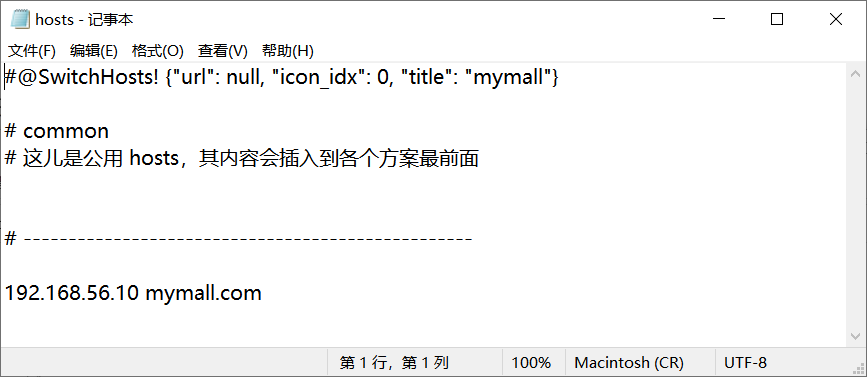 hosts - 记事本
文件(F) 编辑(E) 格式(O) 查看(V) 帮助(H)
#@SwitchHosts! {"url": null, "icon_idx": 0, "title": "mymall"}
# common
# 这儿是公用 hosts，其内容会插入到各个方案最前面
# --------------------------------------------------
192.168.56.10 mymall.com
第 1 行，第 1 列 100% Macintosh (CR) UTF-8